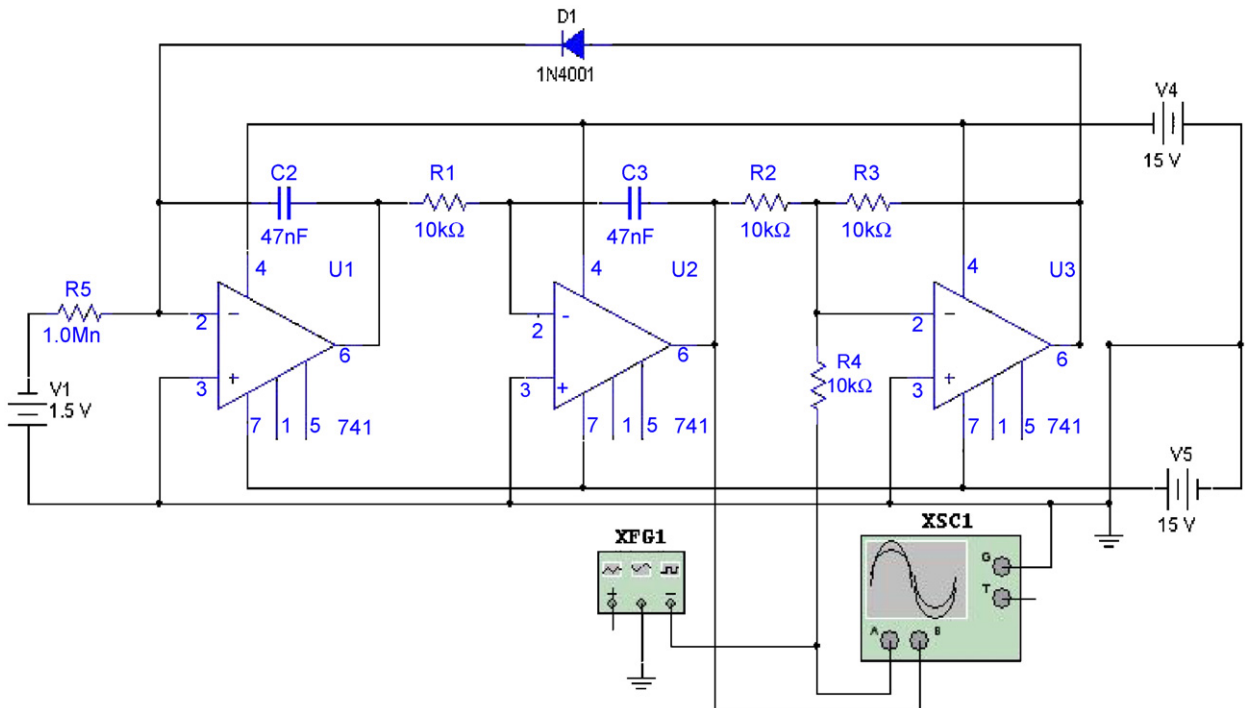 D1
1N4001
V4
15 V
C2
47nF
R1
10kΩ
C3
47nF
R2
10kΩ
R3
10kΩ
4
U1
4
U2
4
U3
R5
1.0Mn
2
-
6
3
+
7
1
5
741
2
-
6
3
+
7
1
5
741
2
-
6
3
+
7
1
5
741
R4
10kΩ
V1
1.5 V
V5
15 V
XFG1
+
-
XSC1
G
T
A
B